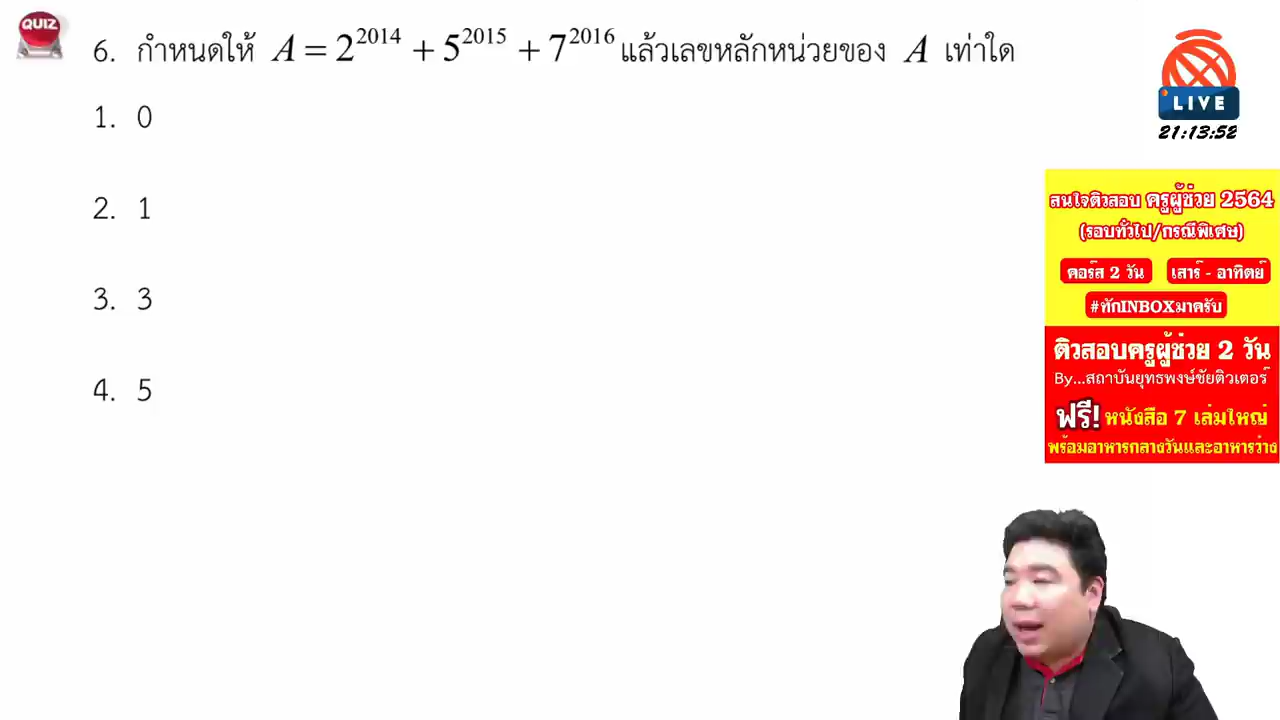 QUIZ
6. กำหนดให้ A = 2^2014 + 5^2015 + 7^2016 แล้วเลขหลักหน่วยของ A เท่าใด
1. 0
2. 1
3. 3
4. 5
LIVE
21:13:52
สนใจติวสอบ ครูผู้ช่วย 2564
(รอบทั่วไป/กรณีพิเศษ)
คอร์ส 2 วัน เสาร์ - อาทิตย์
#ทักINBOXมาครับ
ติวสอบครูผู้ช่วย 2 วัน
By...สถาบันยุทธพงษ์ชัยติวเตอร์
ฟรี! หนังสือ 7 เล่มใหญ่
พร้อมอาหารกลางวันและอาหารว่าง